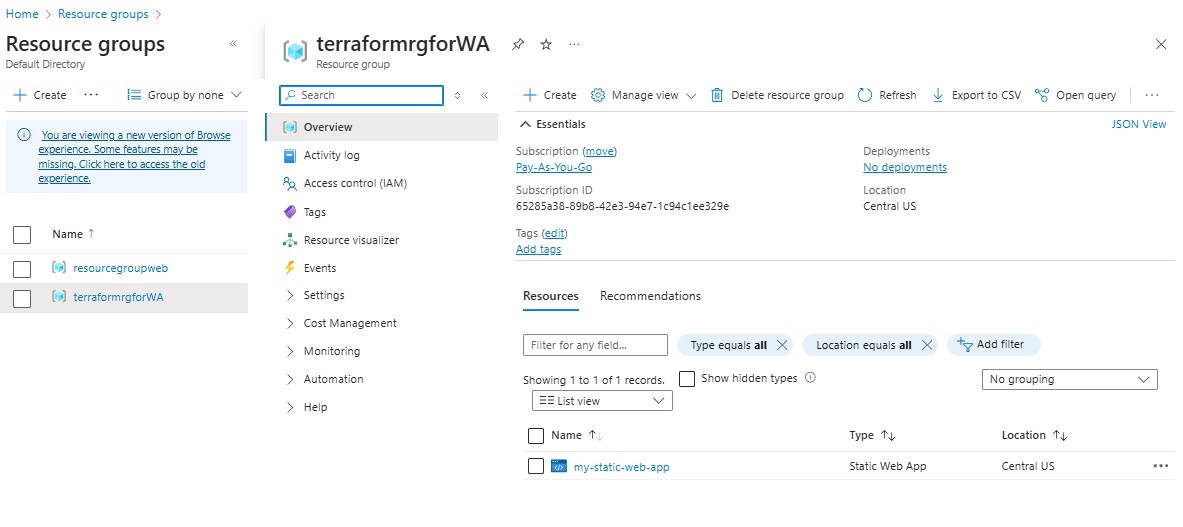 Home > Resource groups >
Resource groups
Default Directory
Create
Group by none
You are viewing a new version of Browse
experience. Some features may be
missing. Click here to access the old
experience.
Name ↑
resourcegroupweb
terraformrgforWA
terraformrgforWA
Resource group
Search
Overview
Activity log
Access control (IAM)
Tags
Resource visualizer
Events
Settings
Cost Management
Monitoring
Automation
Help
Create Manage view Delete resource group Refresh Export to CSV Open query
Essentials
JSON View
Subscription (move)
Pay-As-You-Go
Subscription ID
65285a38-89b8-42e3-94e7-1c94c1ee329e
Tags (edit)
Add tags
Deployments
No deployments
Location
Central US
Resources Recommendations
Filter for any field...
Type equals all
Location equals all
Add filter
Showing 1 to 1 of 1 records.
Show hidden types
No grouping
List view
Name ↑↓ Type ↑↓ Location ↑↓
my-static-web-app Static Web App Central US